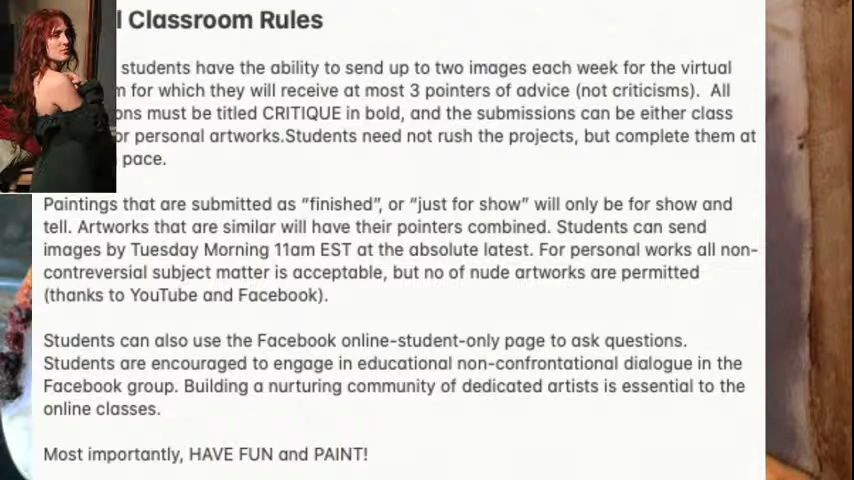 l Classroom Rules
students have the ability to send up to two images each week for the virtual
m for which they will receive at most 3 pointers of advice (not criticisms). All
ons must be titled CRITIQUE in bold, and the submissions can be either class
or personal artworks.Students need not rush the projects, but complete them at
pace.
Paintings that are submitted as “finished”, or “just for show” will only be for show and
tell. Artworks that are similar will have their pointers combined. Students can send
images by Tuesday Morning 11am EST at the absolute latest. For personal works all non-
contreversial subject matter is acceptable, but no of nude artworks are permitted
(thanks to YouTube and Facebook).
Students can also use the Facebook online-student-only page to ask questions.
Students are encouraged to engage in educational non-confrontational dialogue in the
Facebook group. Building a nurturing community of dedicated artists is essential to the
online classes.
Most importantly, HAVE FUN and PAINT!